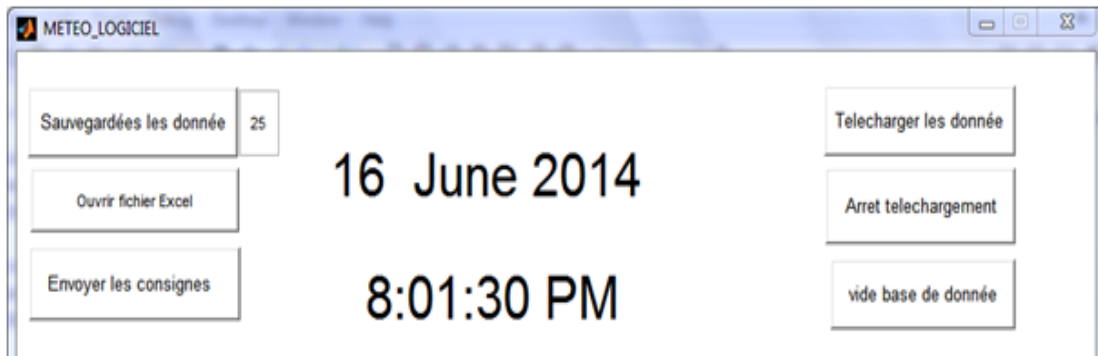 METEO_LOGICIEL
Sauvegardées les donnée
25
Ouvrir fichier Excel
Envoyer les consignes
16 June 2014
8:01:30 PM
Telecharger les donnée
Arret telechargement
vide base de donnée